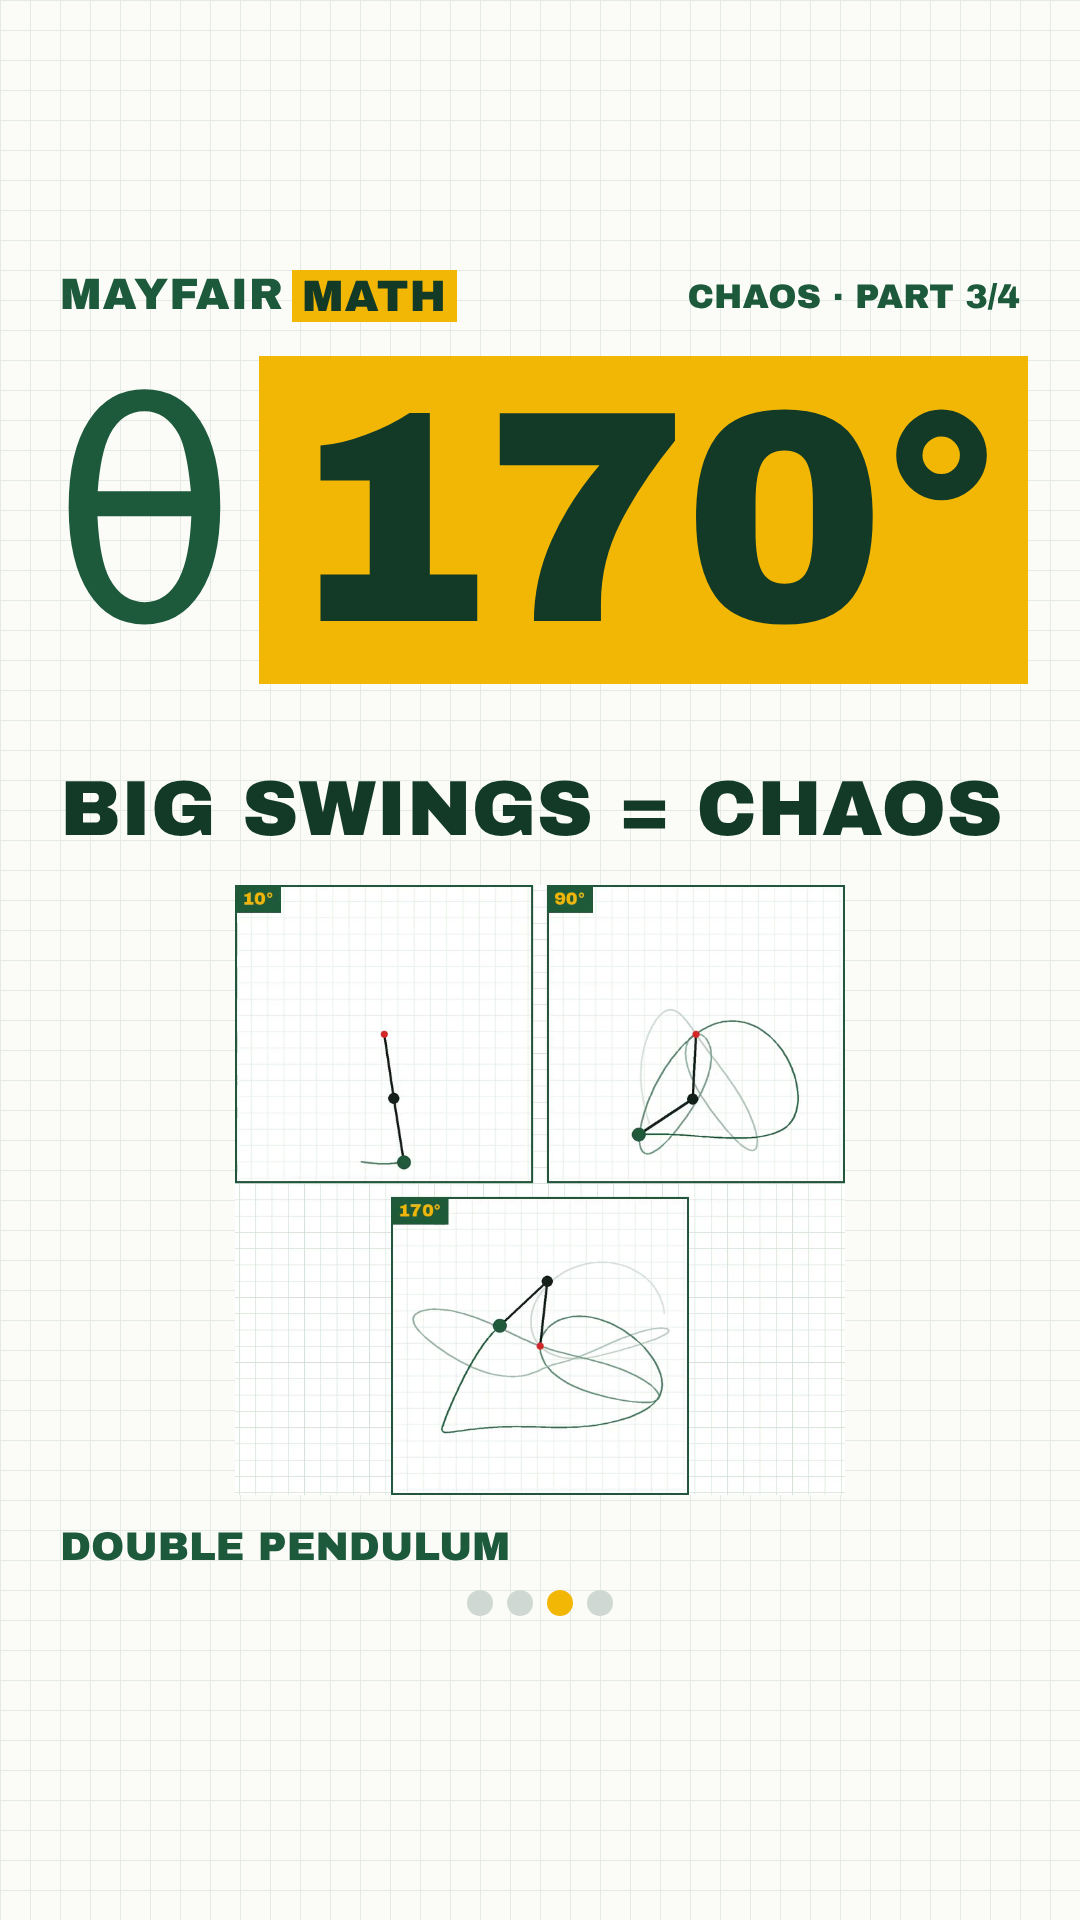 MAYFAIR MATH
CHAOS · PART 3/4
θ 170°
BIG SWINGS = CHAOS
10°
90°
170°
DOUBLE PENDULUM